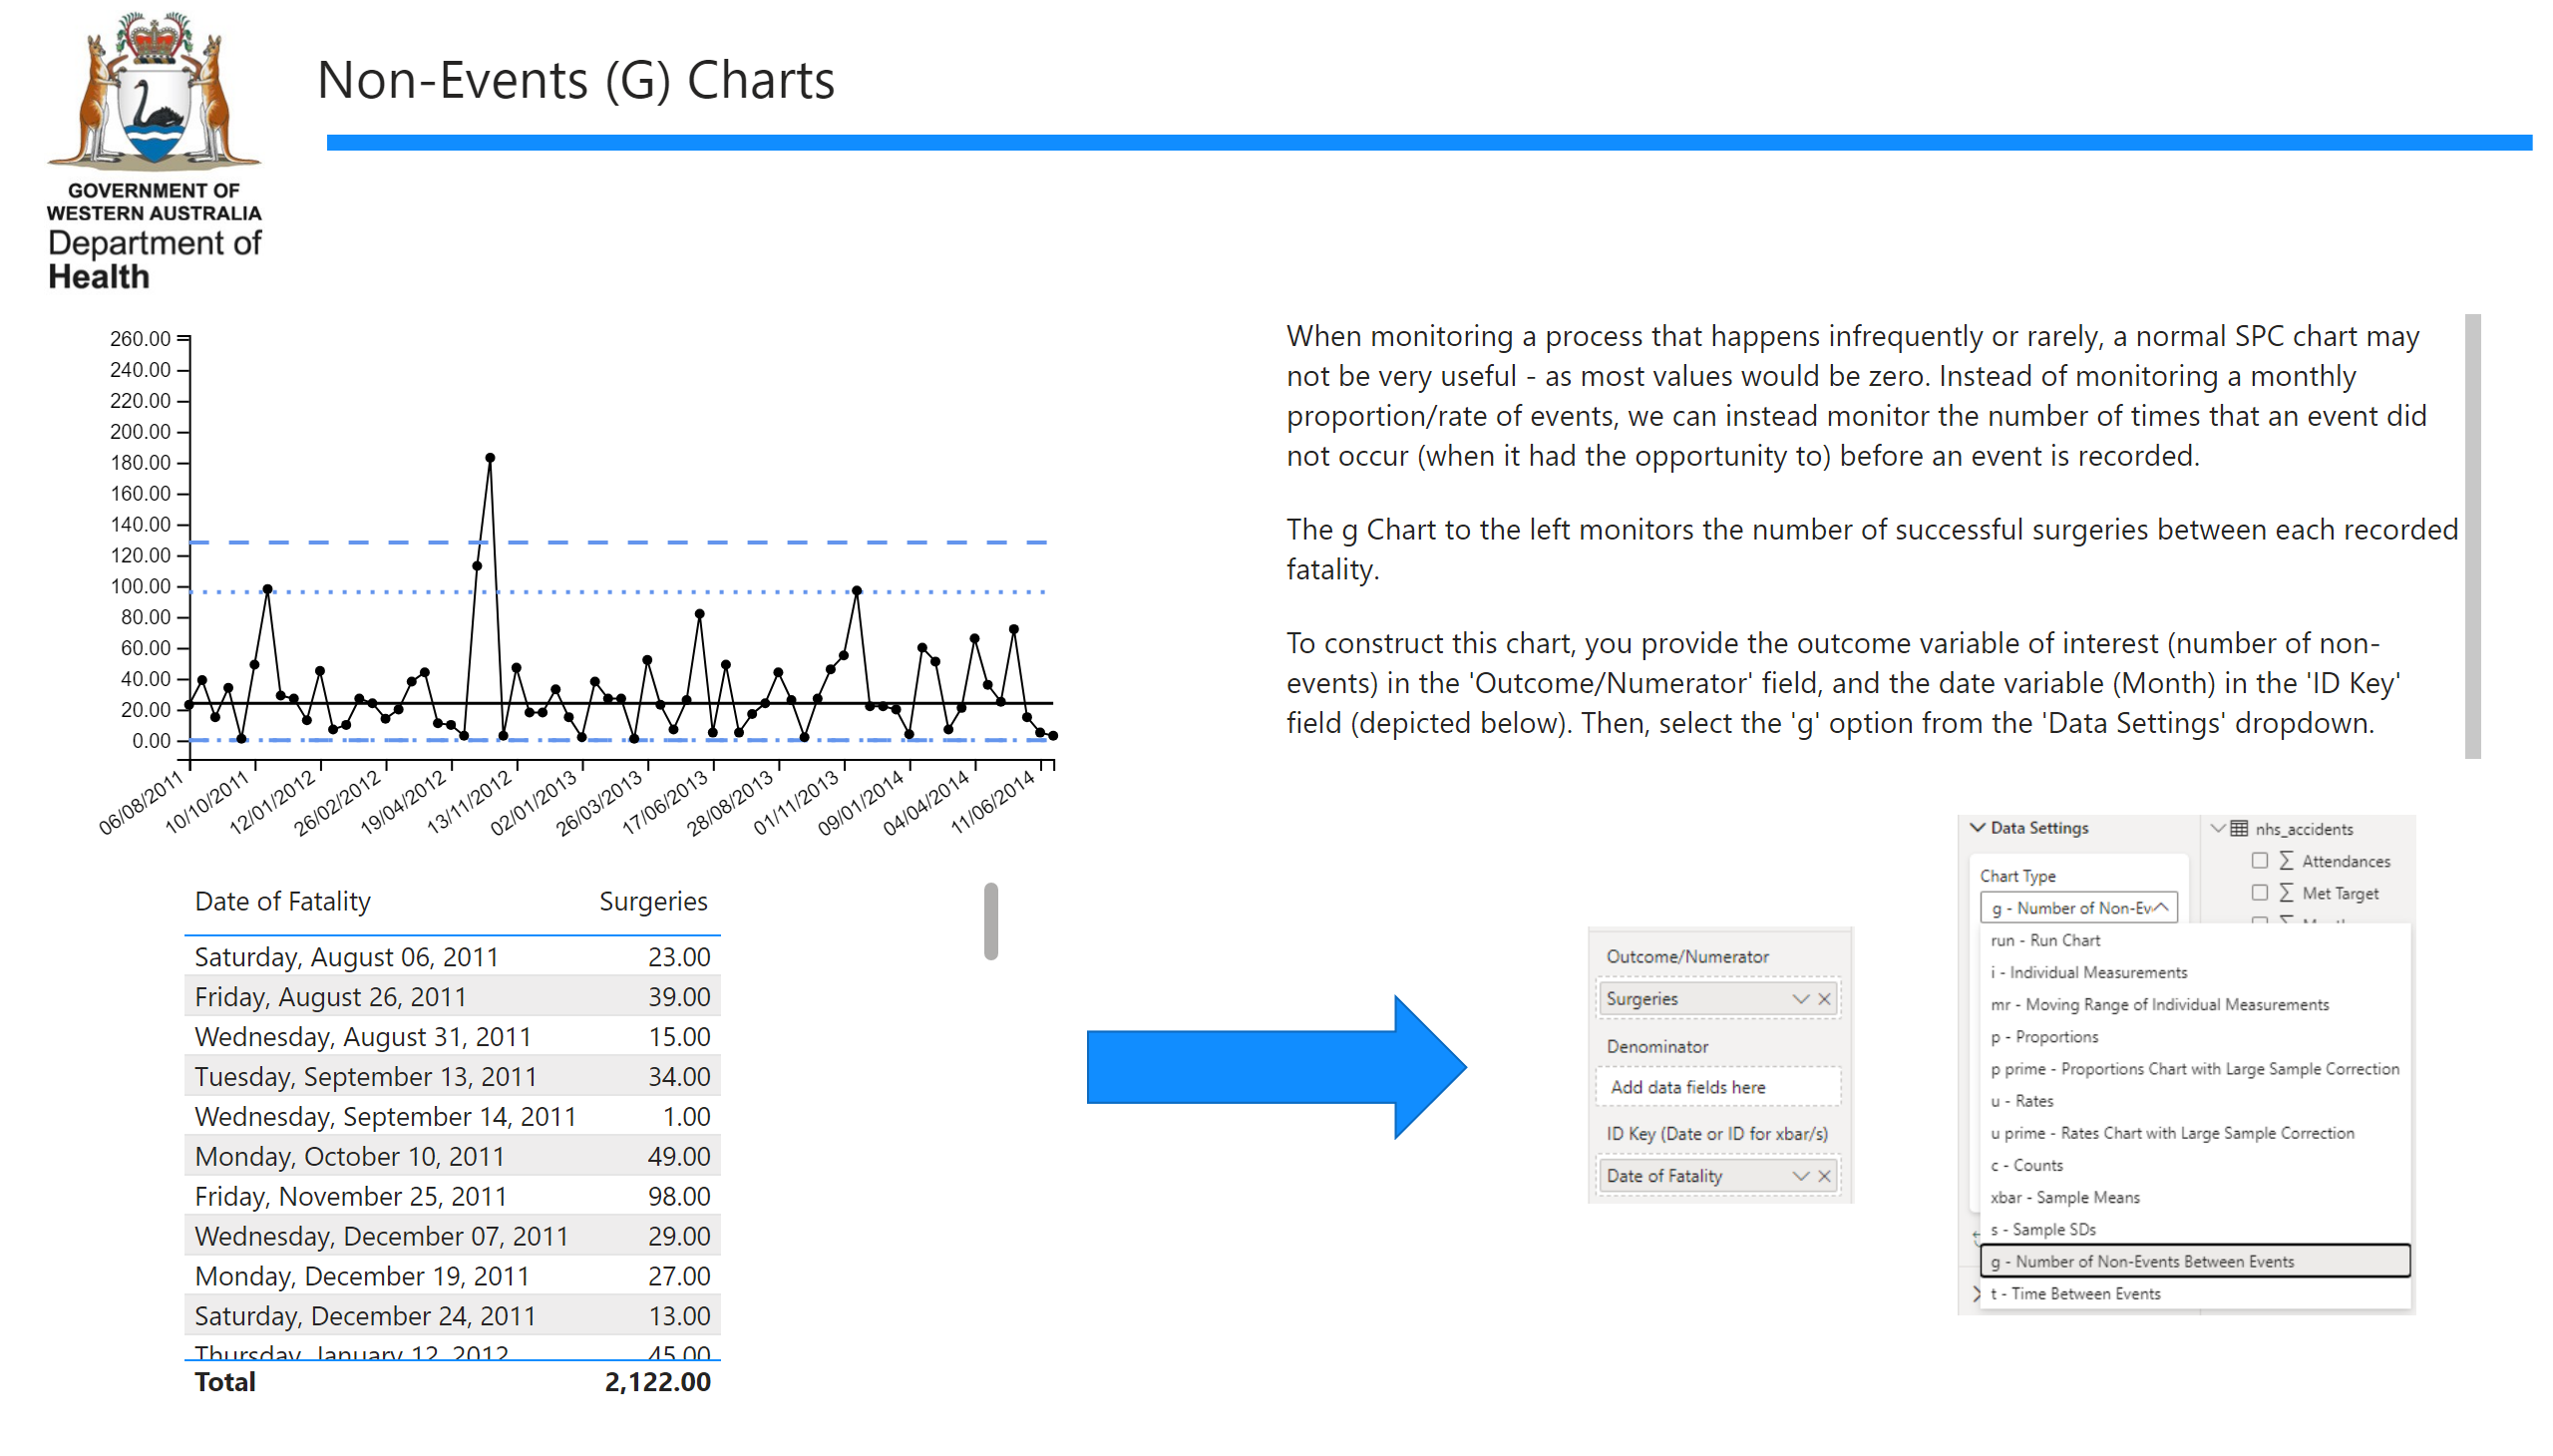 GOVERNMENT OF
WESTERN AUSTRALIA
Department of
Health
Non-Events (G) Charts
260.00
240.00
220.00
200.00
180.00
160.00
140.00
120.00
100.00
80.00
60.00
40.00
20.00
0.00
06/08/2011
10/10/2011
12/01/2012
26/02/2012
19/04/2012
13/11/2012
02/01/2013
26/03/2013
17/06/2013
28/08/2013
01/11/2013
09/01/2014
04/04/2014
11/06/2014
When monitoring a process that happens infrequently or rarely, a normal SPC chart may
not be very useful - as most values would be zero. Instead of monitoring a monthly
proportion/rate of events, we can instead monitor the number of times that an event did
not occur (when it had the opportunity to) before an event is recorded.
The g Chart to the left monitors the number of successful surgeries between each recorded
fatality.
To construct this chart, you provide the outcome variable of interest (number of non-
events) in the 'Outcome/Numerator' field, and the date variable (Month) in the 'ID Key'
field (depicted below). Then, select the 'g' option from the 'Data Settings' dropdown.
Date of Fatality Surgeries
Saturday, August 06, 2011 23.00
Friday, August 26, 2011 39.00
Wednesday, August 31, 2011 15.00
Tuesday, September 13, 2011 34.00
Wednesday, September 14, 2011 1.00
Monday, October 10, 2011 49.00
Friday, November 25, 2011 98.00
Wednesday, December 07, 2011 29.00
Monday, December 19, 2011 27.00
Saturday, December 24, 2011 13.00
Thursday, January 12, 2012 45.00
Total 2,122.00
Outcome/Numerator
Surgeries
Denominator
Add data fields here
ID Key (Date or ID for xbar/s)
Date of Fatality
Data Settings
Chart Type
g - Number of Non-Ev
run - Run Chart
i - Individual Measurements
mr - Moving Range of Individual Measurements
p - Proportions
p prime - Proportions Chart with Large Sample Correction
u - Rates
u prime - Rates Chart with Large Sample Correction
c - Counts
xbar - Sample Means
s - Sample SDs
g - Number of Non-Events Between Events
t - Time Between Events
nhs_accidents
Attendances
Met Target